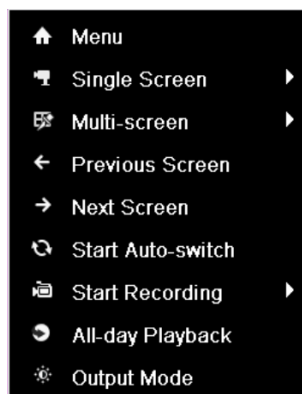 Menu
Single Screen
Multi-screen
Previous Screen
Next Screen
Start Auto-switch
Start Recording
All-day Playback
Output Mode